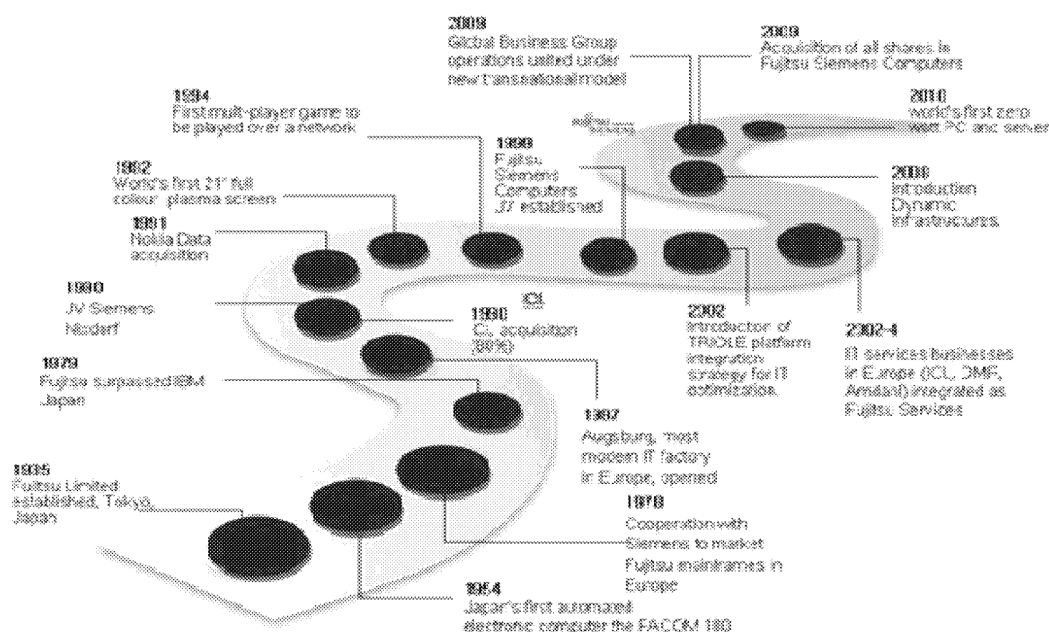 2009
Global Business Group
operations united under
new transnational model
2009
Acquisition of all shares in
Fujitsu Siemens Computers
2010
world's first zero
watt PC and server
1994
First mult-player game to
be played over a network
1999
Fujitsu
Siemens
Computers
JV established
2008
Introduction
Dynamic
Infrastructures
1992
World's first 21" full
colour plasma screen
1991
Nokia Data
acquisition
1990
JV Siemens
Nixdorf
ICL
1990
ICL acquisition
(80%)
2002
Introduction of
TRIOLE platform
integration
strategy for IT
optimization.
2002-4
IT services businesses
in Europe (ICL, DMR,
Amdahl) integrated as
Fujitsu Services
1979
Fujitsu surpassed IBM
Japan
1987
Augsburg, most
modern IT factory
in Europe, opened
1935
Fujitsu Limited
established, Tokyo,
Japan
1978
Cooperation with
Siemens to market
Fujitsu mainframes in
Europe
1954
Japan's first automated
electronic computer the FACOM 100